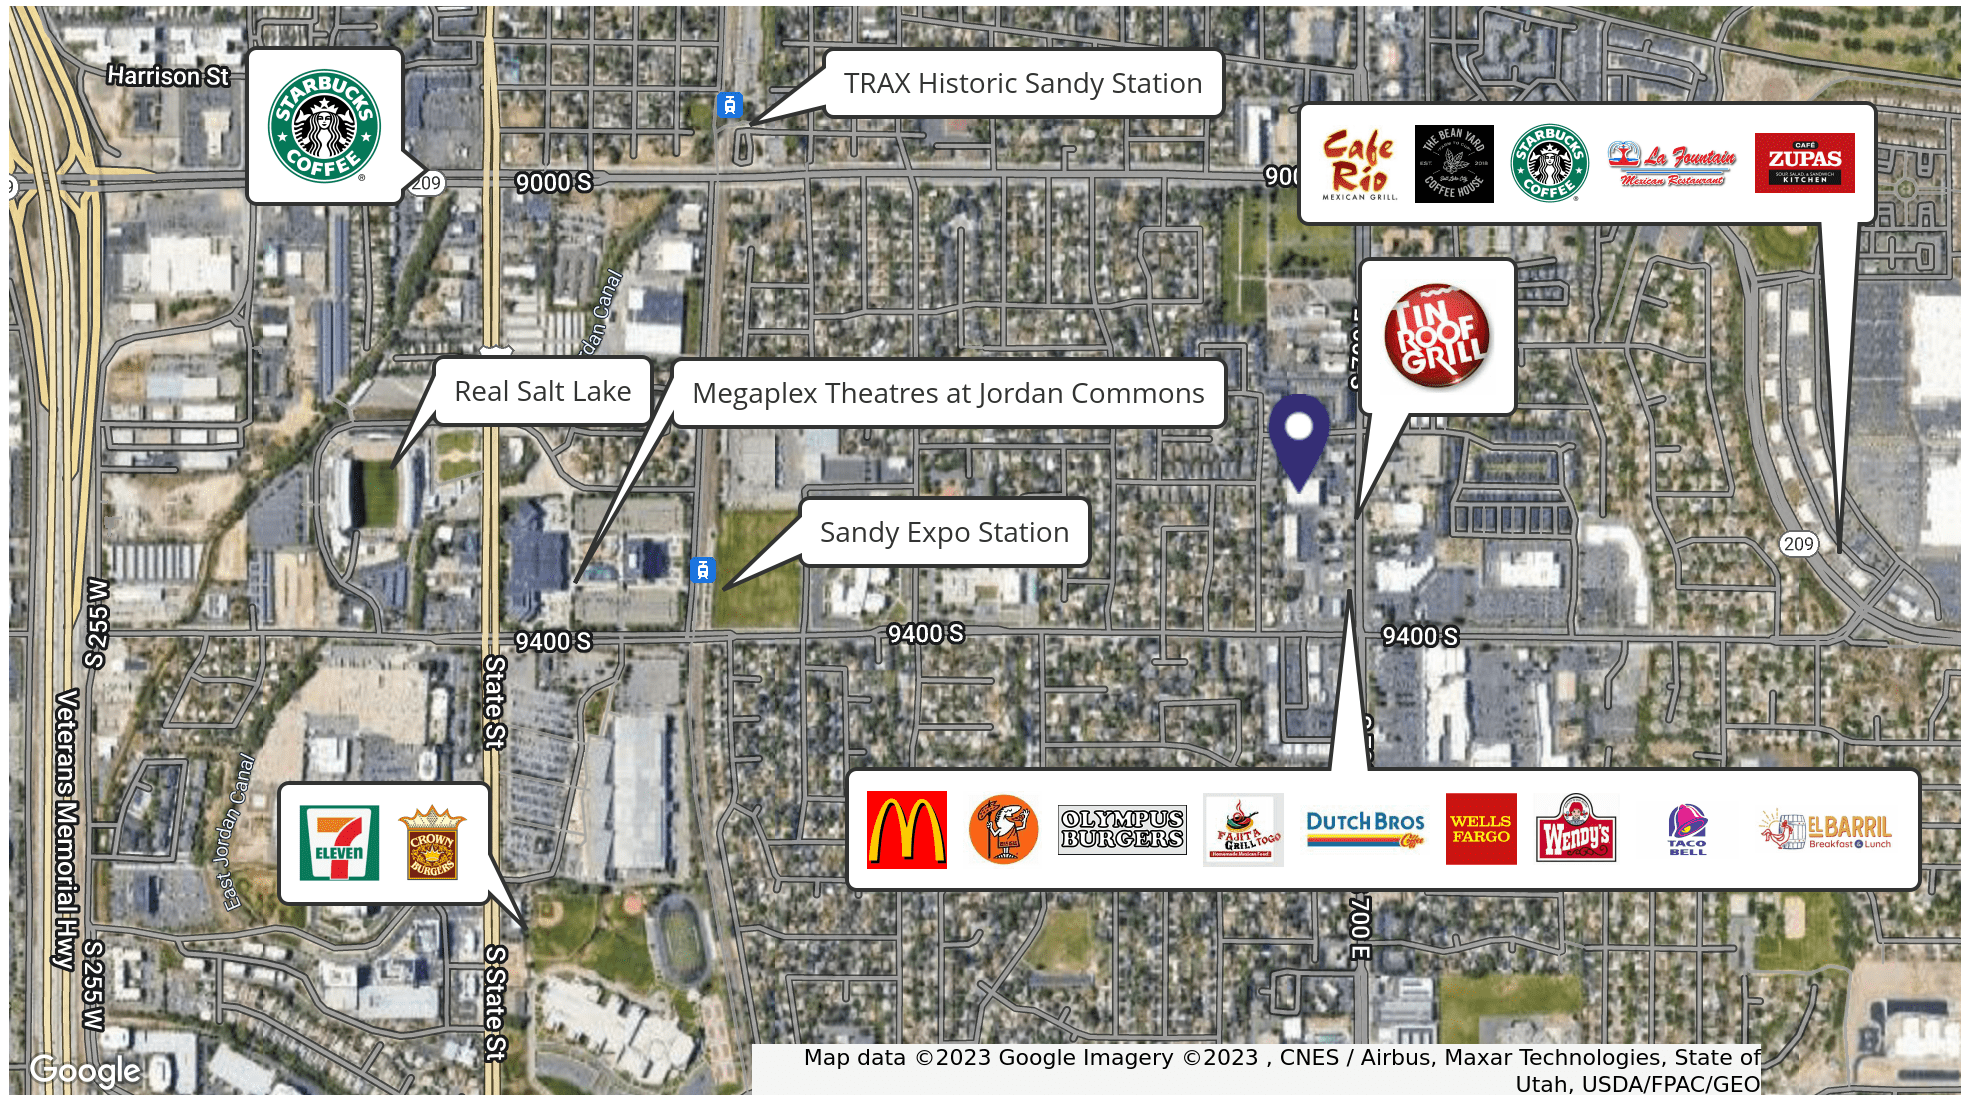 Harrison St
STARBUCKS
COFFEE
209
9000 S
TRAX Historic Sandy Station
Cafe
Rio
MEXICAN GRILL.
THE BEAN YARD
COFFEE HOUSE
STARBUCKS
COFFEE
La Fountain
Mexican Restaurant
CAFÉ
ZUPAS
KITCHEN
900
TIN
ROOF
GRILL
Real Salt Lake
Megaplex Theatres at Jordan Commons
Sandy Expo Station
209
S 255 W
9400 S
9400 S
9400 S
State St
Veterans Memorial Hwy
East Jordan Canal
7
ELEVEN
CROWN
BURGERS
OLYMPUS
BURGERS
FAJITA
GRILL TOGO
Homemade Mexican Food
DUTCH BROS
Coffee
WELLS
FARGO
Wendy's
TACO
BELL
EL BARRIL
Breakfast & Lunch
700 E
S 255 W
S State St
Google
Map data ©2023 Google Imagery ©2023 , CNES / Airbus, Maxar Technologies, State of
Utah, USDA/FPAC/GEO